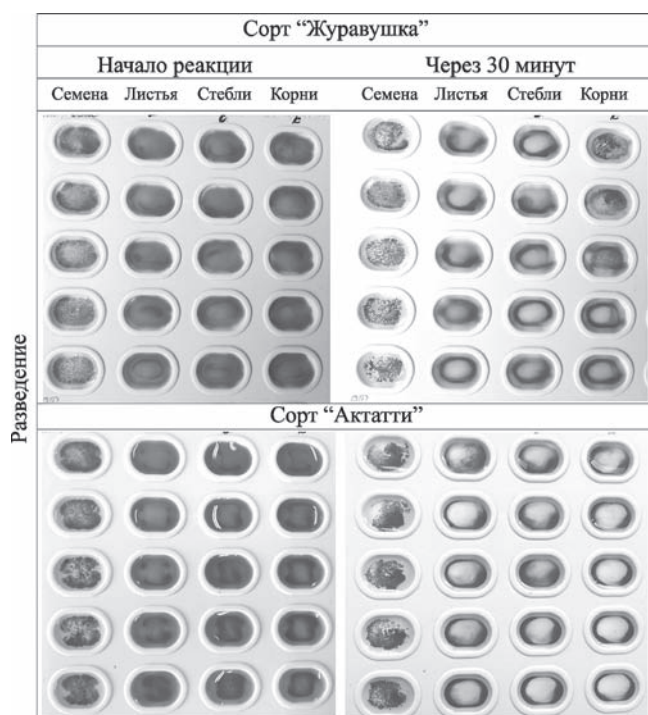 Сорт “Журавушка”
Начало реакции
Через 30 минут
Семена Листья Стебли Корни
Семена Листья Стебли Корни
Разведение
Сорт “Актатти”